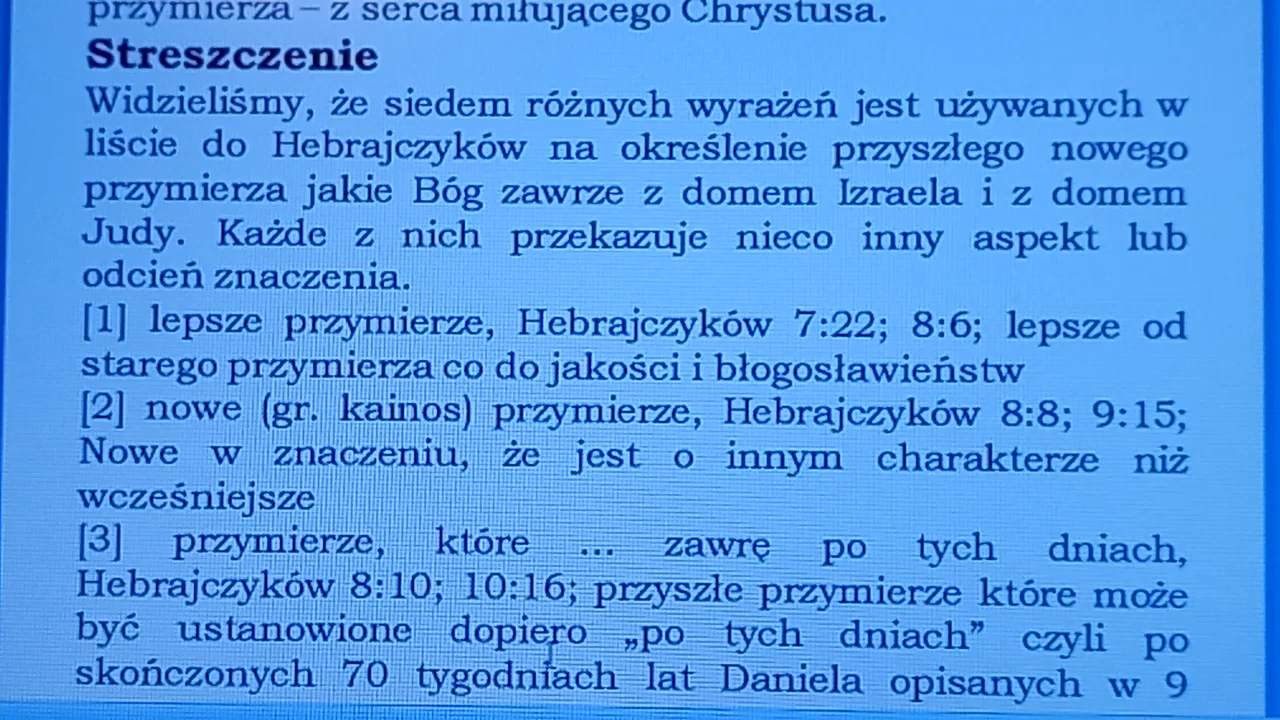 przymierza – z serca miłującego Chrystusa.
Streszczenie
Widzieliśmy, że siedem różnych wyrażeń jest używanych w
liście do Hebrajczyków na określenie przyszłego nowego
przymierza jakie Bóg zawrze z domem Izraela i z domem
Judy. Każde z nich przekazuje nieco inny aspekt lub
odcień znaczenia.
[1] lepsze przymierze, Hebrajczyków 7:22; 8:6; lepsze od
starego przymierza co do jakości i błogosławieństw
[2] nowe (gr. kainos) przymierze, Hebrajczyków 8:8; 9:15;
Nowe w znaczeniu, że jest o innym charakterze niż
wcześniejsze
[3] przymierze, które ... zawrę po tych dniach,
Hebrajczyków 8:10; 10:16; przyszłe przymierze które może
być ustanowione dopiero „po tych dniach” czyli po
skończonych 70 tygodniach lat Daniela opisanych w 9